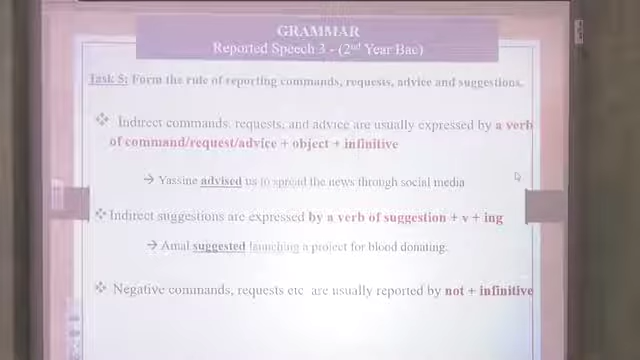 GRAMMAR
Reported Speech 3 - (2nd Year Bac)
Task 5: Form the rule of reporting commands, requests, advice and suggestions.
❖ Indirect commands, requests, and advice are usually expressed by a verb
of command/request/advice + object + infinitive
→ Yassine advised us to spread the news through social media
❖ Indirect suggestions are expressed by a verb of suggestion + v + ing
→ Amal suggested launching a project for blood donating.
❖ Negative commands, requests etc are usually reported by not + infinitive